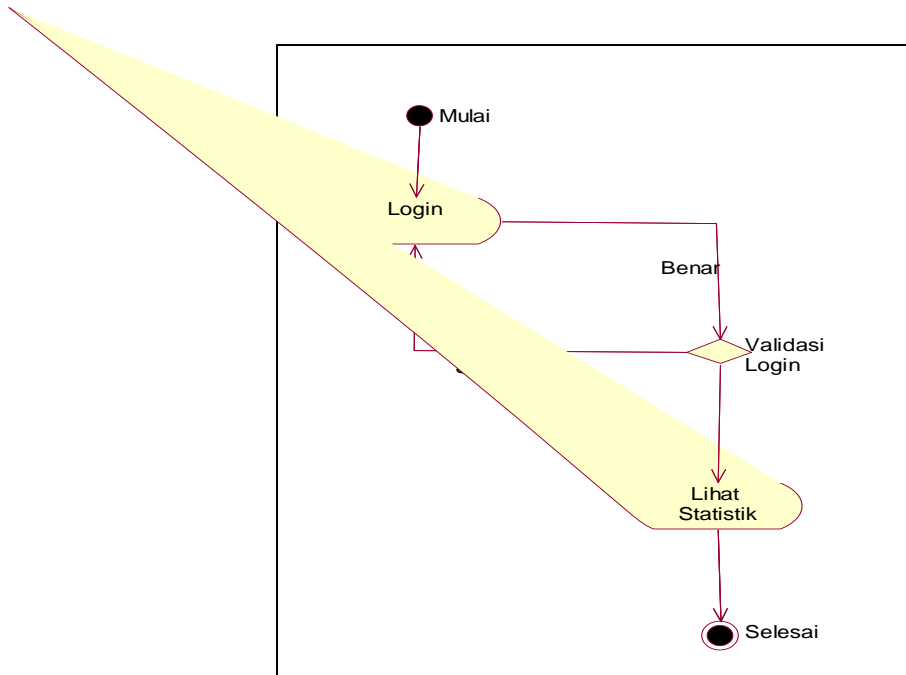 Mulai
Login
Benar
Validasi
Login
Lihat
Statistik
Selesai